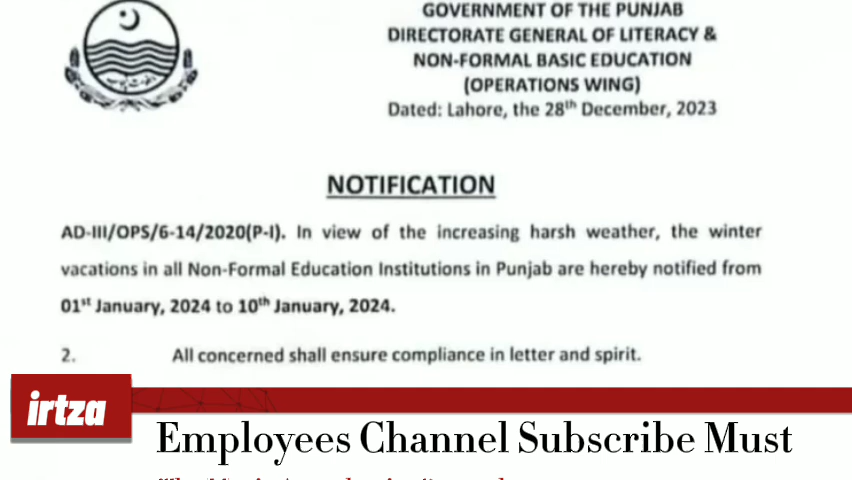 GOVERNMENT OF THE PUNJAB
DIRECTORATE GENERAL OF LITERACY &
NON-FORMAL BASIC EDUCATION
(OPERATIONS WING)
Dated: Lahore, the 28th December, 2023
NOTIFICATION
AD-III/OPS/6-14/2020(P-I). In view of the increasing harsh weather, the winter
vacations in all Non-Formal Education Institutions in Punjab are hereby notified from
01st January, 2024 to 10th January, 2024.
2. All concerned shall ensure compliance in letter and spirit.
irtza
Employees Channel Subscribe Must